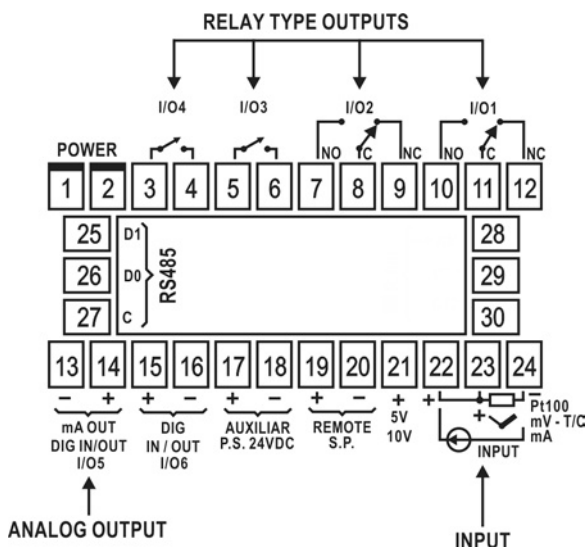 RELAY TYPE OUTPUTS
I/O4 I/O3 I/O2 I/O1
POWER NO C NC NO C NC
1 2 3 4 5 6 7 8 9 10 11 12
25 D1 28
26 D0 RS485 29
27 C 30
13 14 15 16 17 18 19 20 21 22 23 24
− + + − + − + − + + −
mA OUT DIG AUXILIAR REMOTE 5V + Pt100
DIG IN/OUT IN / OUT P.S. 24VDC S.P. 10V mV - T/C
I/O5 I/O6 INPUT mA
ANALOG OUTPUT INPUT